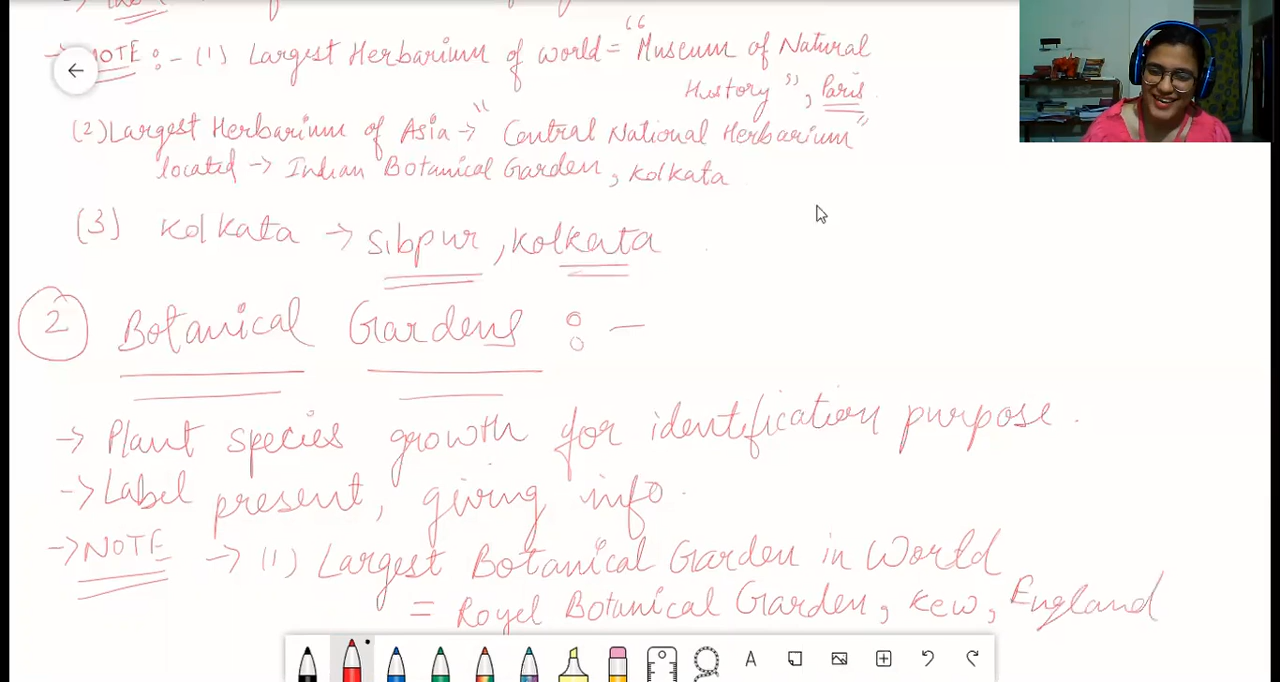 → NOTE :- (1) Largest Herbarium of world = "Museum of Natural
History", Paris
(2) Largest Herbarium of Asia → "Central National Herbarium"
located → Indian Botanical Garden, Kolkata
(3) Kolkata → Sibpur, Kolkata
2 Botanical Gardens :-
→ Plant species growth for identification purpose.
→ Label present, giving info.
→ NOTE → (1) Largest Botanical Garden in World
= Royel Botanical Garden, Kew, England
A